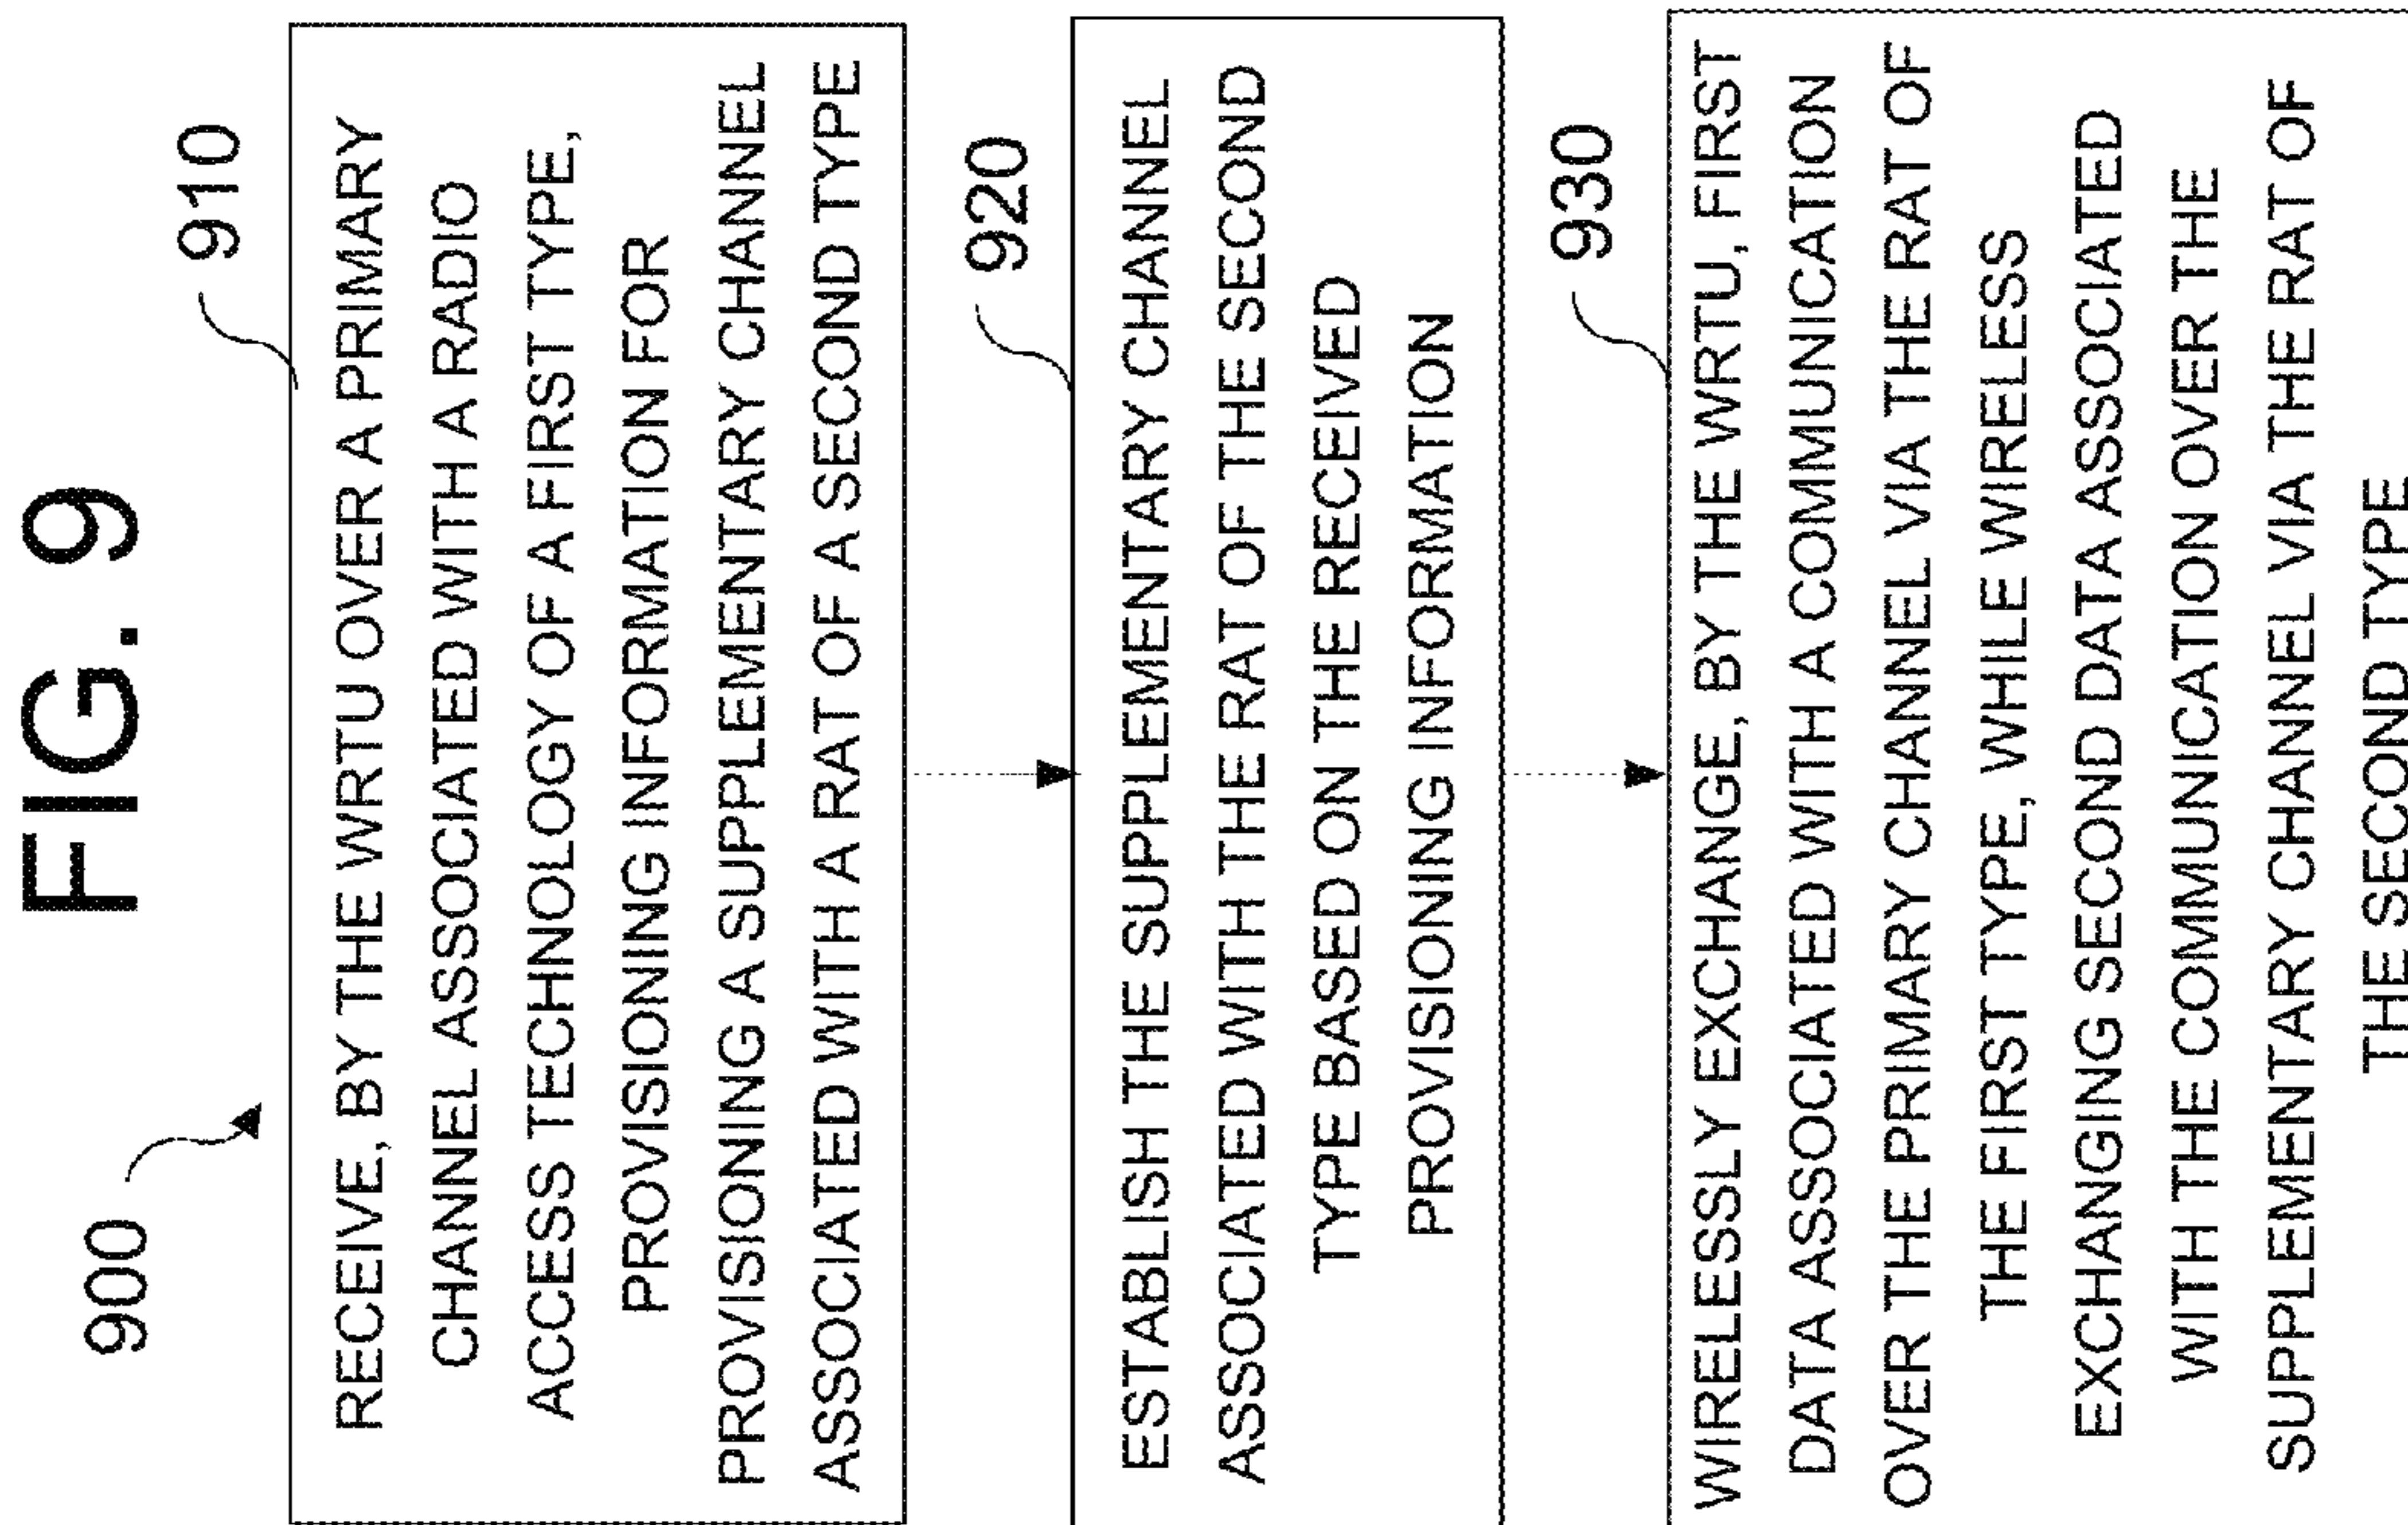 FIG. 9
900
910
RECEIVE, BY THE WRTU OVER A PRIMARY
CHANNEL ASSOCIATED WITH A RADIO
ACCESS TECHNOLOGY OF A FIRST TYPE,
PROVISIONING INFORMATION FOR
PROVISIONING A SUPPLEMENTARY CHANNEL
ASSOCIATED WITH A RAT OF A SECOND TYPE
920
ESTABLISH THE SUPPLEMENTARY CHANNEL
ASSOCIATED WITH THE RAT OF THE SECOND
TYPE BASED ON THE RECEIVED
PROVISIONING INFORMATION
930
WIRELESSLY EXCHANGE, BY THE WRTU, FIRST
DATA ASSOCIATED WITH A COMMUNICATION
OVER THE PRIMARY CHANNEL VIA THE RAT OF
THE FIRST TYPE, WHILE WIRELESS
EXCHANGING SECOND DATA ASSOCIATED
WITH THE COMMUNICATION OVER THE
SUPPLEMENTARY CHANNEL VIA THE RAT OF
THE SECOND TYPE